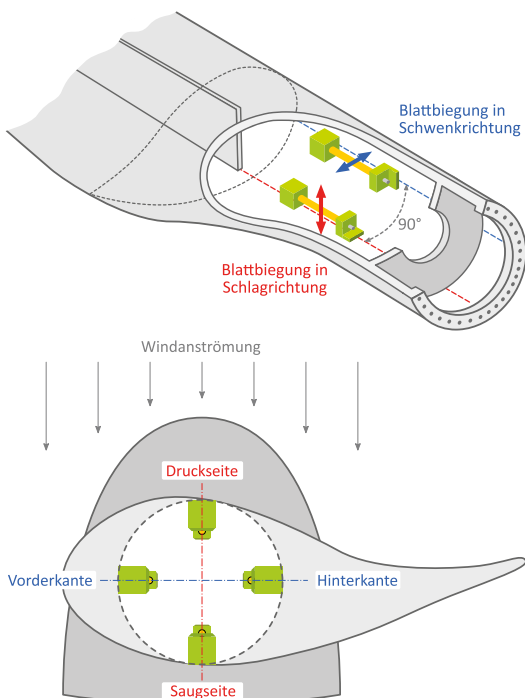 Blattbiegung in
Schwenkrichtung
90°
Blattbiegung in
Schlagrichtung
Windanströmung
Druckseite
Vorderkante
Hinterkante
Saugseite